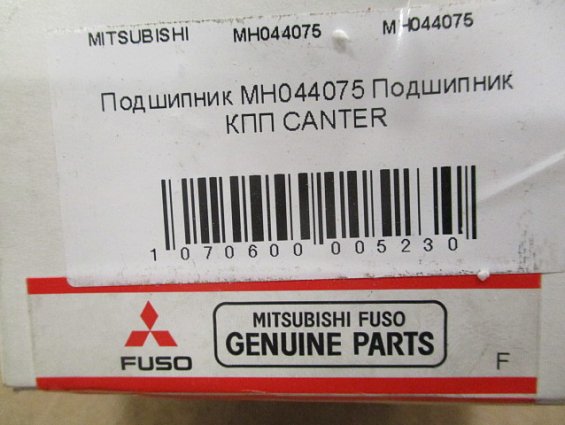 MITSUBISHI MH044075 MH044075
Подшипник MH044075 Подшипник
КПП CANTER
1070600005230
FUSO
MITSUBISHI FUSO
GENUINE PARTS
F